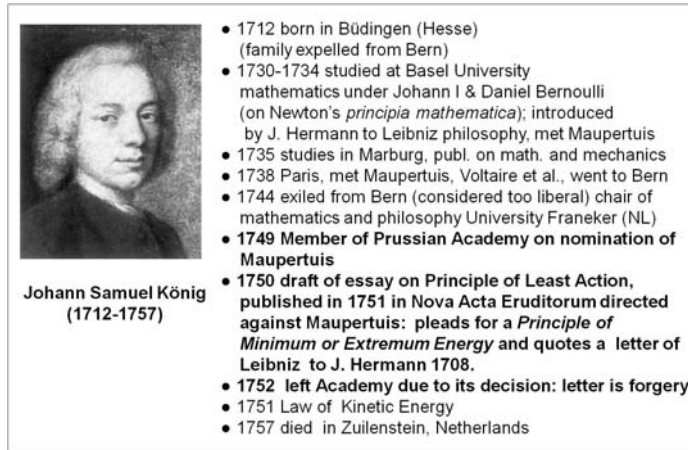 ● 1712 born in Büdingen (Hesse)
(family expelled from Bern)
● 1730-1734 studied at Basel University
mathematics under Johann I & Daniel Bernoulli
(on Newton's principia mathematica); introduced
by J. Hermann to Leibniz philosophy, met Maupertuis
● 1735 studies in Marburg, publ. on math. and mechanics
● 1738 Paris, met Maupertuis, Voltaire et al., went to Bern
● 1744 exiled from Bern (considered too liberal) chair of
mathematics and philosophy University Franeker (NL)
● 1749 Member of Prussian Academy on nomination of
Maupertuis
● 1750 draft of essay on Principle of Least Action,
published in 1751 in Nova Acta Eruditorum directed
against Maupertuis: pleads for a Principle of
Minimum or Extremum Energy and quotes a letter of
Leibniz to J. Hermann 1708.
● 1752 left Academy due to its decision: letter is forgery
● 1751 Law of Kinetic Energy
● 1757 died in Zuilenstein, Netherlands
Johann Samuel König
(1712-1757)